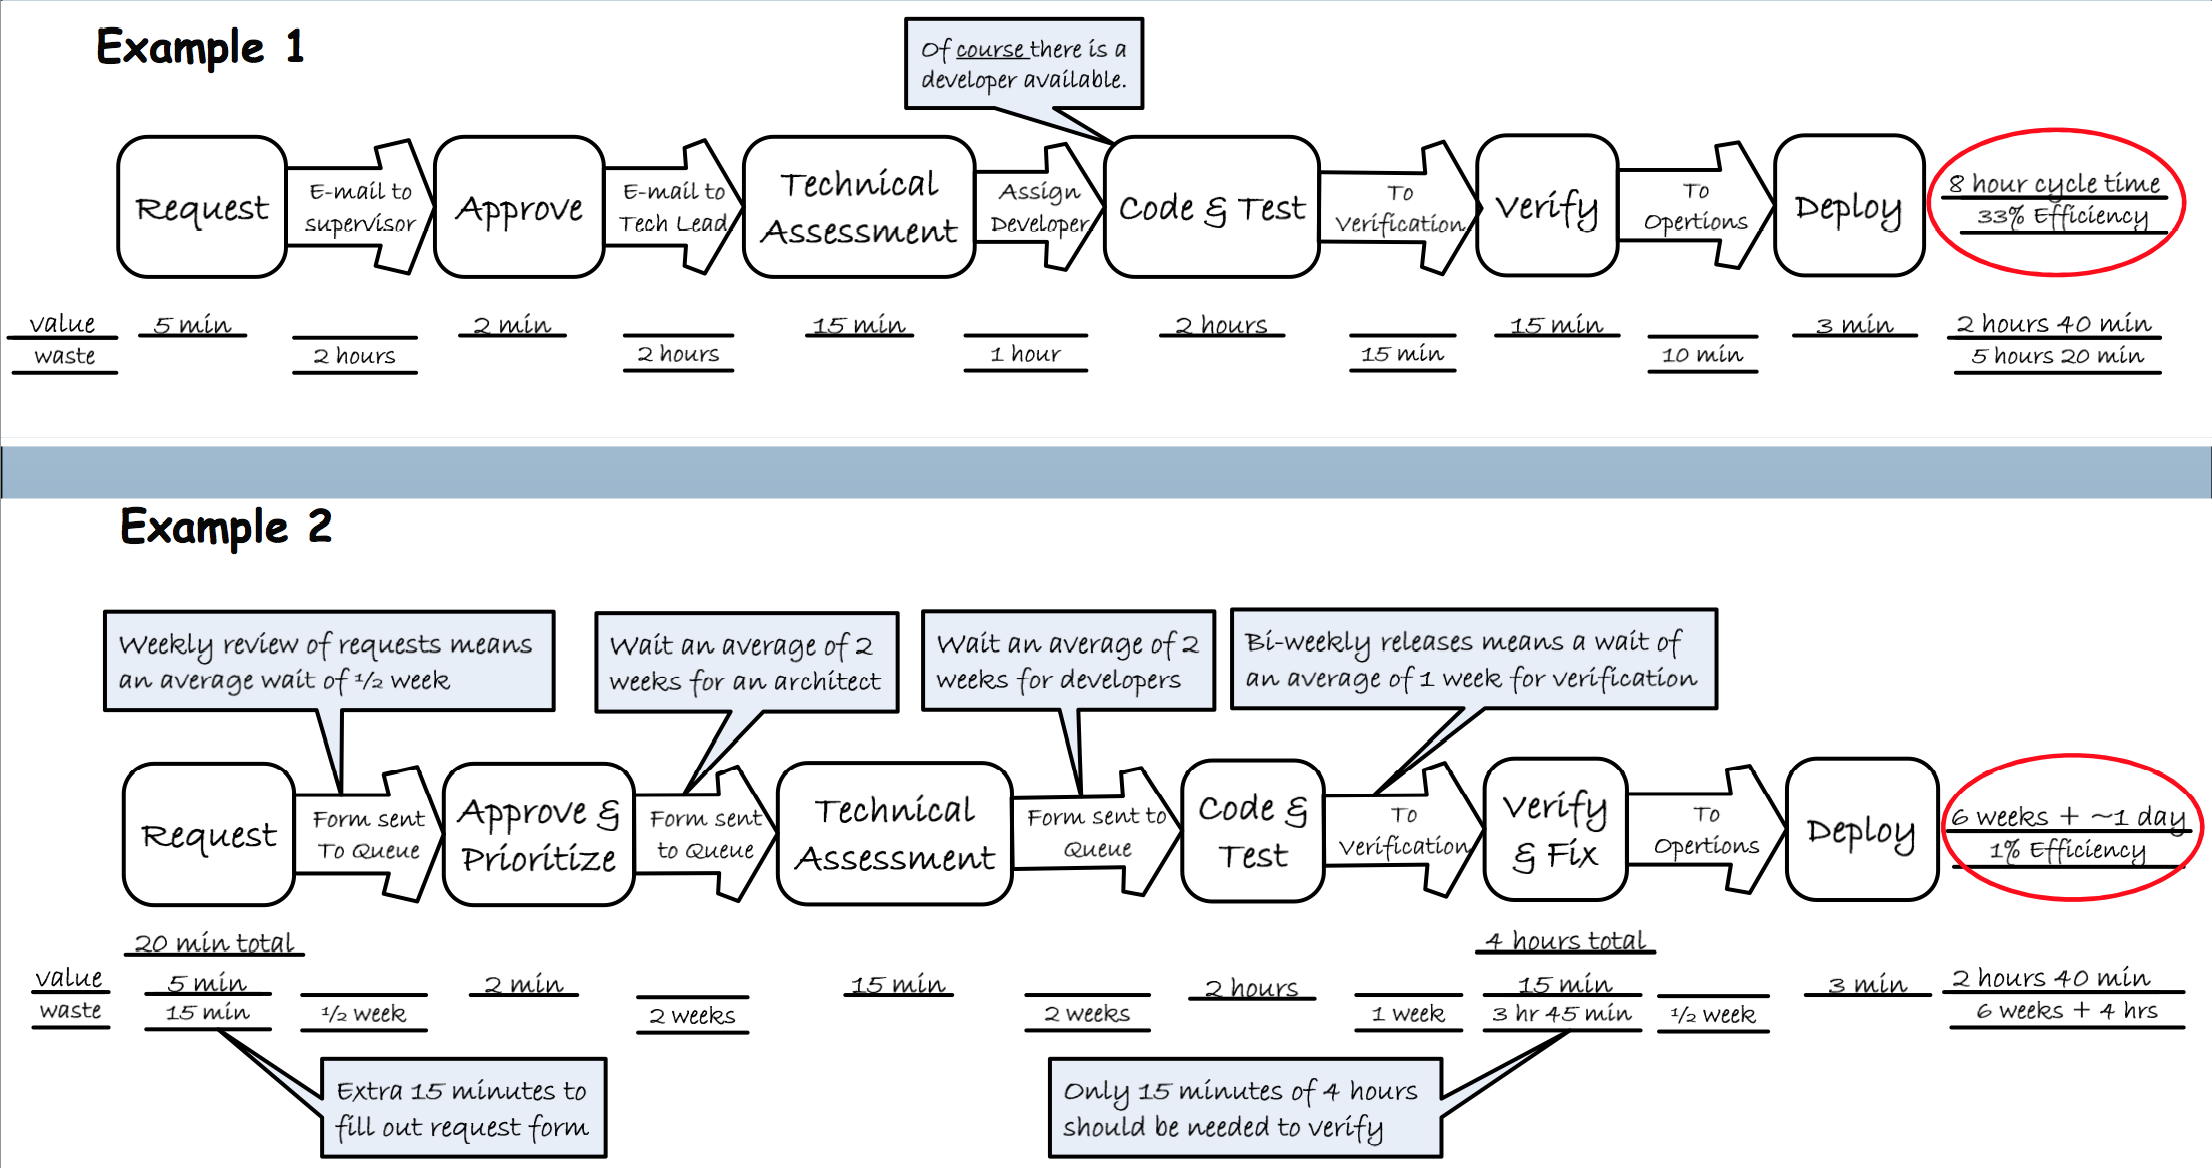 Example 1
Of course there is a
developer available.
Request
E-mail to
supervisor
Approve
E-mail to
Tech Lead
Technical
Assessment
Assign
Developer
Code & Test
To
Verification
Verify
To
Opertions
Deploy
8 hour cycle time
33% Efficiency
value
waste
5 min
2 hours
2 min
2 hours
15 min
1 hour
2 hours
15 min
15 min
10 min
3 min
2 hours 40 min
5 hours 20 min
Example 2
Weekly review of requests means
an average wait of 1/2 week
Wait an average of 2
weeks for an architect
Wait an average of 2
weeks for developers
Bi-weekly releases means a wait of
an average of 1 week for verification
Request
Form sent
To Queue
Approve &
Prioritize
Form sent
to Queue
Technical
Assessment
Form sent to
Queue
Code &
Test
To
Verification
Verify
& Fix
To
Opertions
Deploy
6 weeks + ~1 day
1% Efficiency
20 min total
4 hours total
value
waste
5 min
15 min
1/2 week
2 min
2 weeks
15 min
2 weeks
2 hours
1 week
15 min
3 hr 45 min
1/2 week
3 min
2 hours 40 min
6 weeks + 4 hrs
Extra 15 minutes to
fill out request form
Only 15 minutes of 4 hours
should be needed to verify